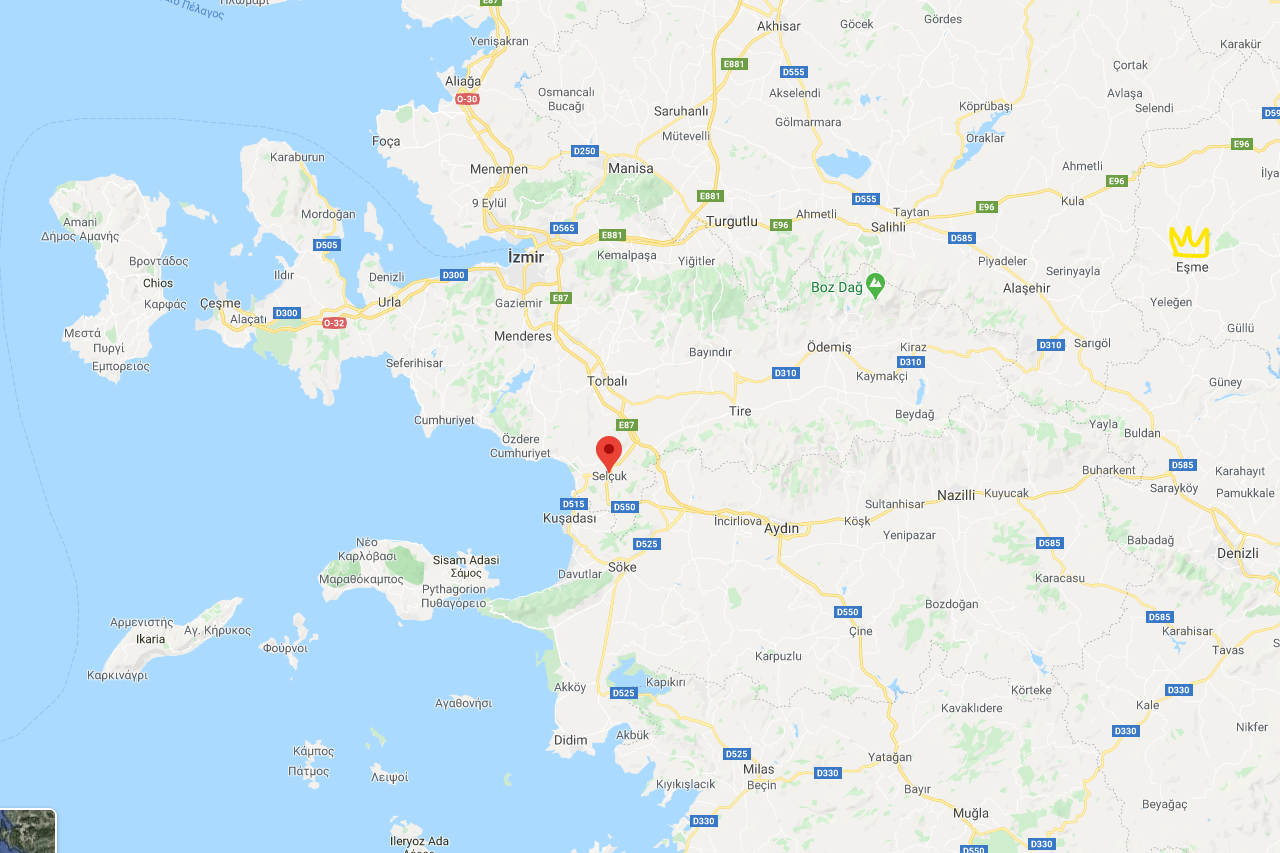 Πλωμάρι
ο Πέλαγος
E87
Yenişakran
Akhisar
Göcek
Gördes
Karakür
E881
D555
Çortak
Aliağa
O-30
Osmancalı
Bucağı
Akselendi
Avlaşa
Selendi
Saruhanlı
Köprübaşı
Gölmarmara
Foça
Mütevelli
Oraklar
E96
D250
Karaburun
Menemen
Manisa
Ahmetli
E96
9 Eylül
E881
D555
Kula
Amani
Δήμος Αμανής
Mordoğan
D565
Turgutlu
Ahmetli
Taytan
E96
E96
Salihli
D505
E881
D585
İzmir
Kemalpaşa
Yiğitler
Piyadeler
Eşme
Βροντάδος
Ildır
Denizli
D300
Serinyayla
Chios
Boz Dağ
Alaşehir
Καρφάς
Çeşme
Urla
Gaziemir
E87
Yeleğen
Alaçatı
D300
O-32
Μεστά
Menderes
Güllü
Πυργί
Seferihisar
Bayındır
Ödemiş
Kiraz
D310
Sarıgöl
Εμπορειός
D310
D310
Kaymakçı
Torbalı
Güney
Cumhuriyet
Tire
Beydağ
E87
Yayla
Buldan
Özdere
Cumhuriyet
Selçuk
Buharkent
D585
Karahayıt
Sarayköy
Pamukkale
D515
D550
Kuşadası
Sultanhisar
Nazilli
Kuyucak
İncirliova
Aydın
Köşk
Yenipazar
D525
D585
Babadağ
Denizli
Νέο
Καρλόβασι
Sisam Adasi
Σάμος
Söke
Davutlar
Μαραθόκαμπος
Pythagorion
Πυθαγόρειο
Karacasu
Bozdoğan
D550
D585
Αρμενιστής
Ikaria
Αγ. Κήρυκος
Φούρνοι
Çine
Karahisar
Tavas
Καρκινάγρι
Karpuzlu
Akköy
D525
Kapıkırı
Körteke
D330
Αγαθονήσι
Kavaklıdere
Kale
Nikfer
Didim
Akbük
D330
Κάμπος
Πάτμος
Λειψοί
D525
Milas
Beçin
D330
Yatağan
Kıyıkışlacık
Bayır
Beyağaç
D330
Muğla
Ileryoz Ada
D330
D550